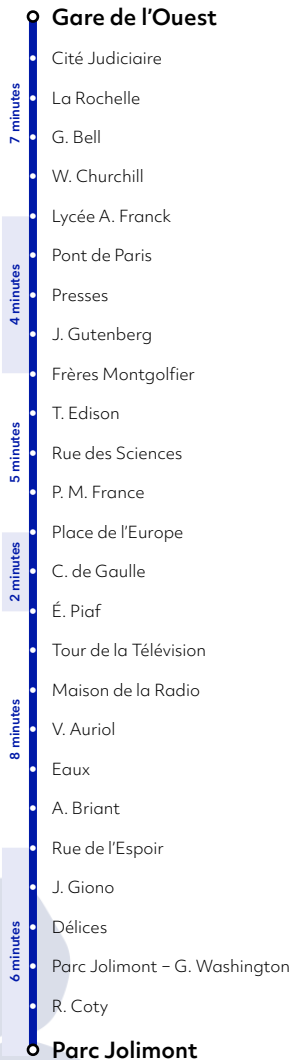 Gare de l'Ouest
Cité Judiciaire
La Rochelle
G. Bell
W. Churchill
7 minutes
Lycée A. Franck
Pont de Paris
Presses
J. Gutenberg
4 minutes
Frères Montgolfier
T. Edison
Rue des Sciences
P. M. France
5 minutes
Place de l'Europe
C. de Gaulle
2 minutes
É. Piaf
Tour de la Télévision
Maison de la Radio
V. Auriol
Eaux
A. Briant
8 minutes
Rue de l'Espoir
J. Giono
Délices
Parc Jolimont – G. Washington
R. Coty
6 minutes
Parc Jolimont